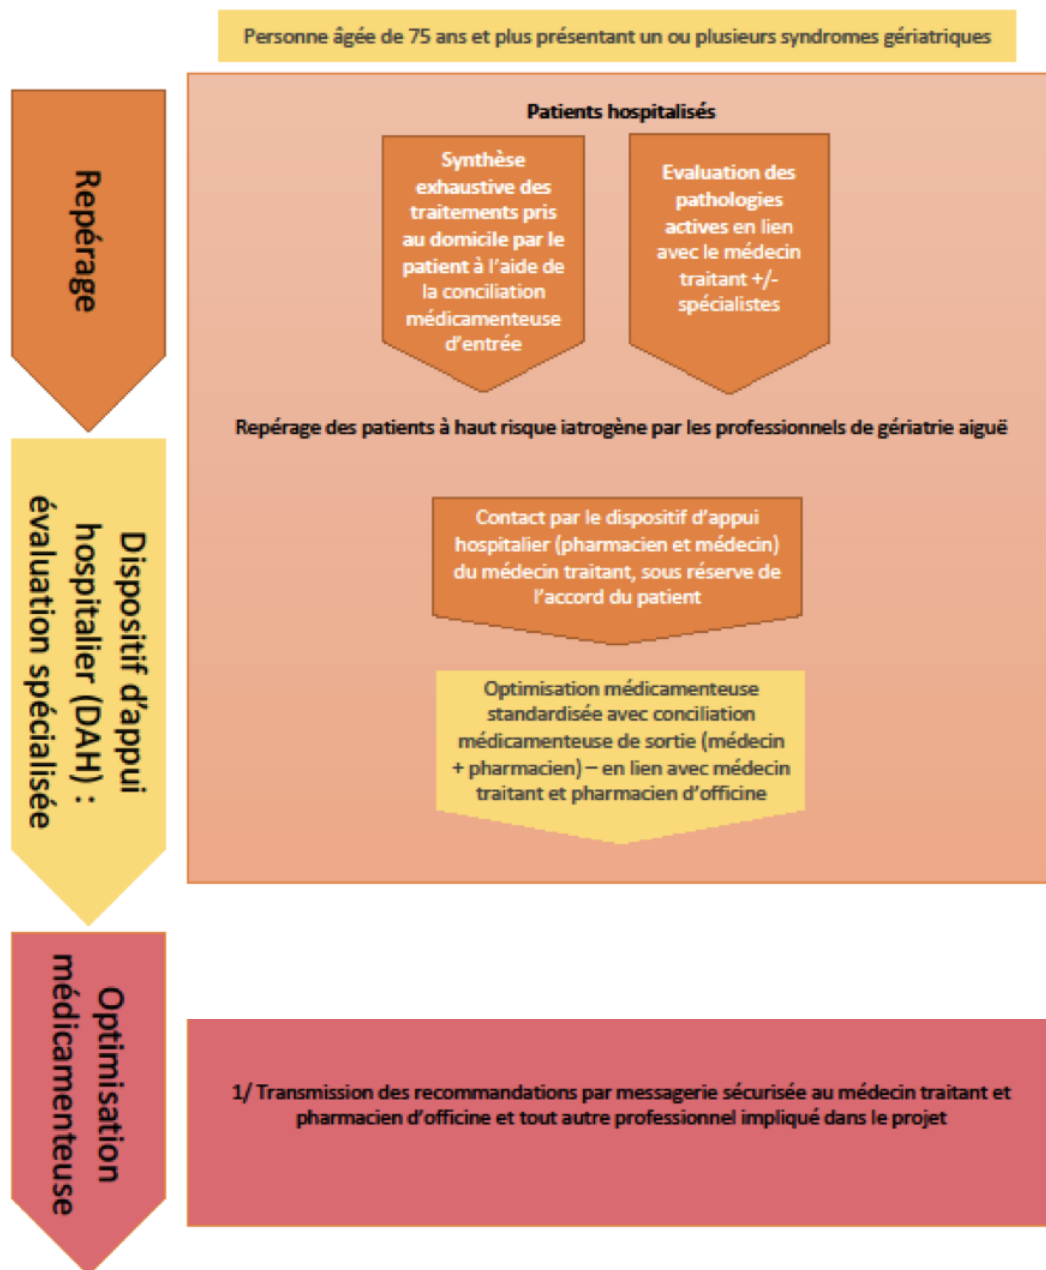 Personne âgée de 75 ans et plus présentant un ou plusieurs syndromes gériatriques
Repérage
Patients hospitalisés
Synthèse
exhaustive des
traitements pris
au domicile par le
patient à l'aide de
la conciliation
médicamenteuse
d'entrée
Evaluation des
pathologies
actives en lien
avec le médecin
traitant +/-
spécialistes
Repérage des patients à haut risque iatrogène par les professionnels de gériatrie aiguë
Dispositif d'appui
hospitalier (DAH) :
évaluation spécialisée
Contact par le dispositif d'appui
hospitalier (pharmacien et médecin)
du médecin traitant, sous réserve de
l'accord du patient
Optimisation médicamenteuse
standardisée avec conciliation
médicamenteuse de sortie (médecin
+ pharmacien) – en lien avec médecin
traitant et pharmacien d'officine
Optimisation
médicamenteuse
1/ Transmission des recommandations par messagerie sécurisée au médecin traitant et
pharmacien d'officine et tout autre professionnel impliqué dans le projet